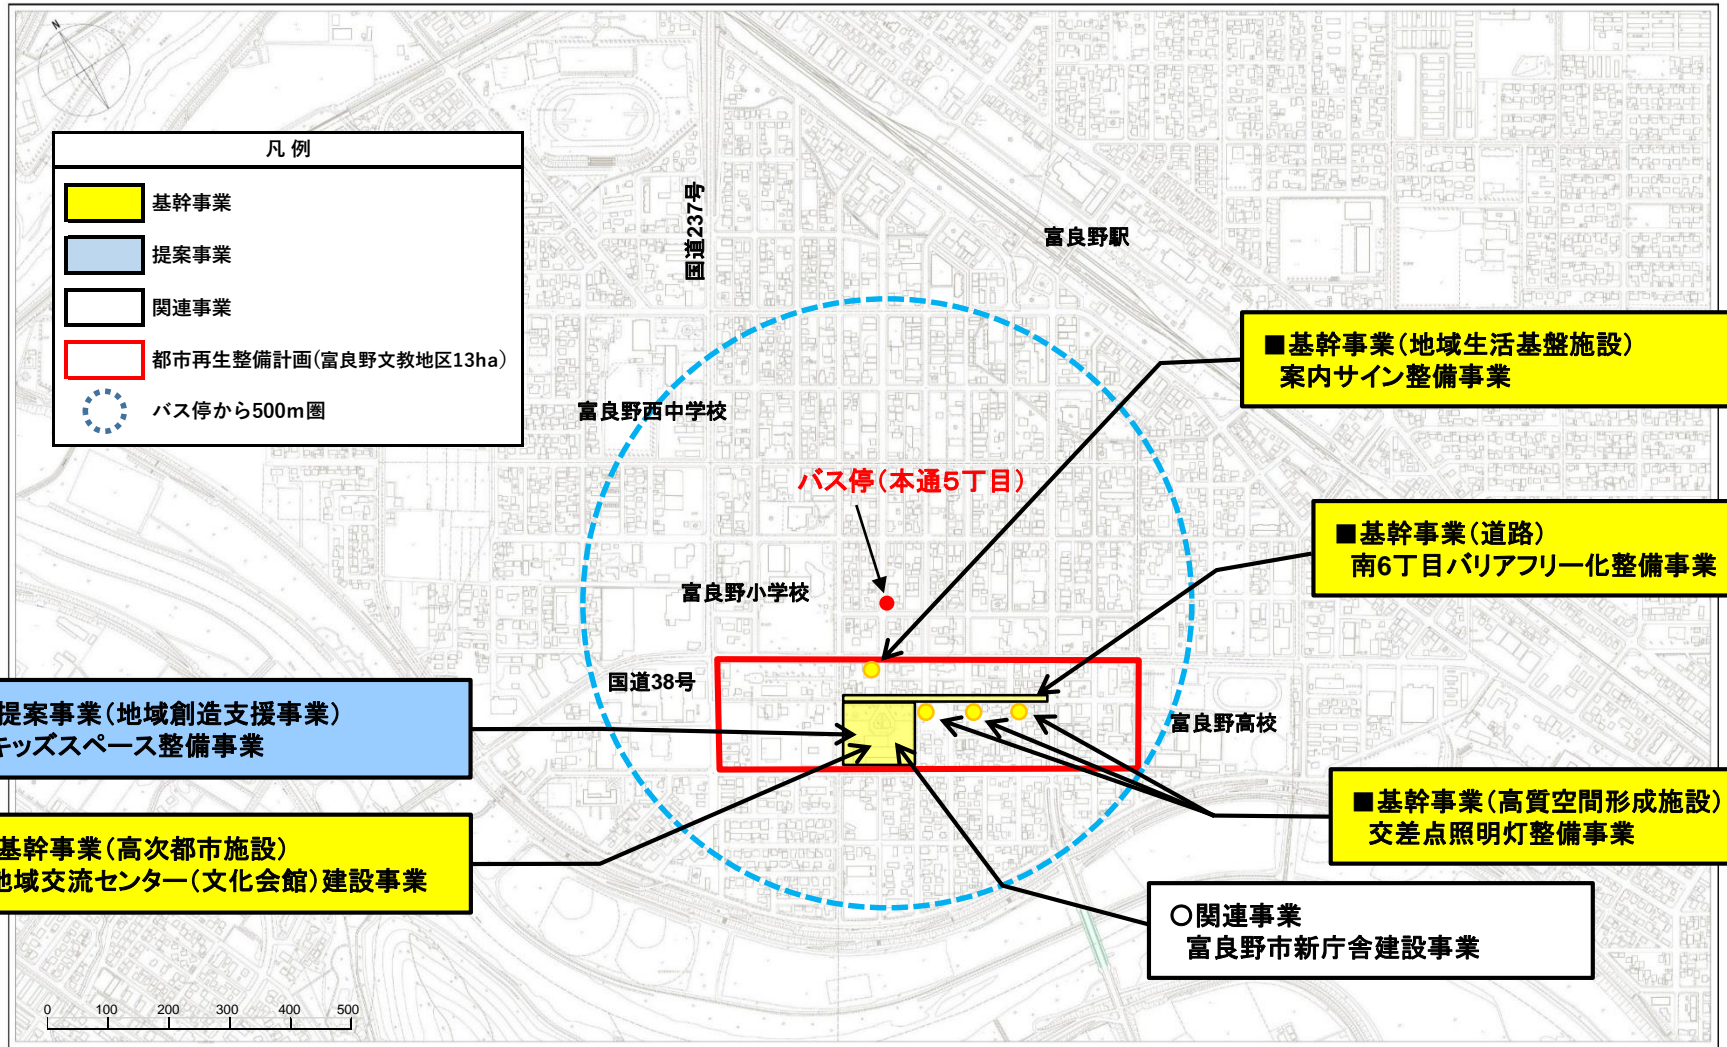 N
凡 例
基幹事業
提案事業
関連事業
都市再生整備計画(富良野文教地区13ha)
バス停から500m圏
国道237号
富良野駅
■基幹事業(地域生活基盤施設)
案内サイン整備事業
富良野西中学校
バス停(本通5丁目)
■基幹事業(道路)
南6丁目バリアフリー化整備事業
富良野小学校
国道38号
提案事業(地域創造支援事業)
キッズスペース整備事業
富良野高校
■基幹事業(高質空間形成施設)
交差点照明灯整備事業
基幹事業(高次都市施設)
地域交流センター(文化会館)建設事業
○関連事業
富良野市新庁舎建設事業
0 100 200 300 400 500